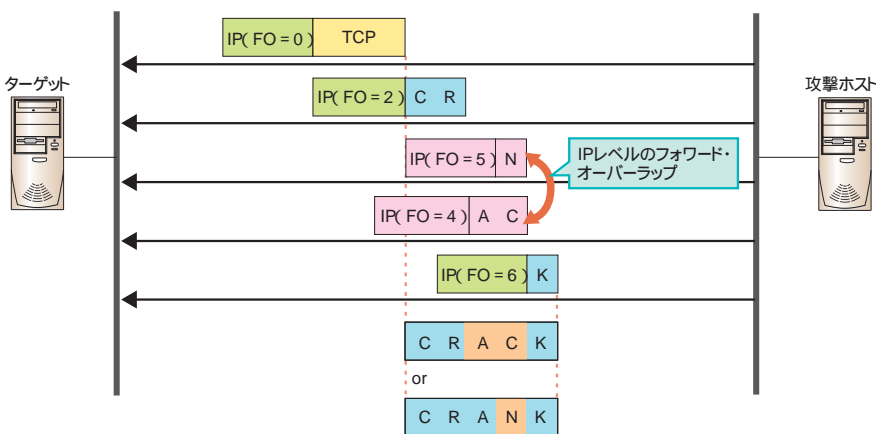 IP( FO = 0 ) TCP
ターゲット
攻撃ホスト
IP( FO = 2 ) C R
IP( FO = 5 ) N
IPレベルのフォワード・
オーバーラップ
IP( FO = 4 ) A C
IP( FO = 6 ) K
C R A C K
or
C R A N K